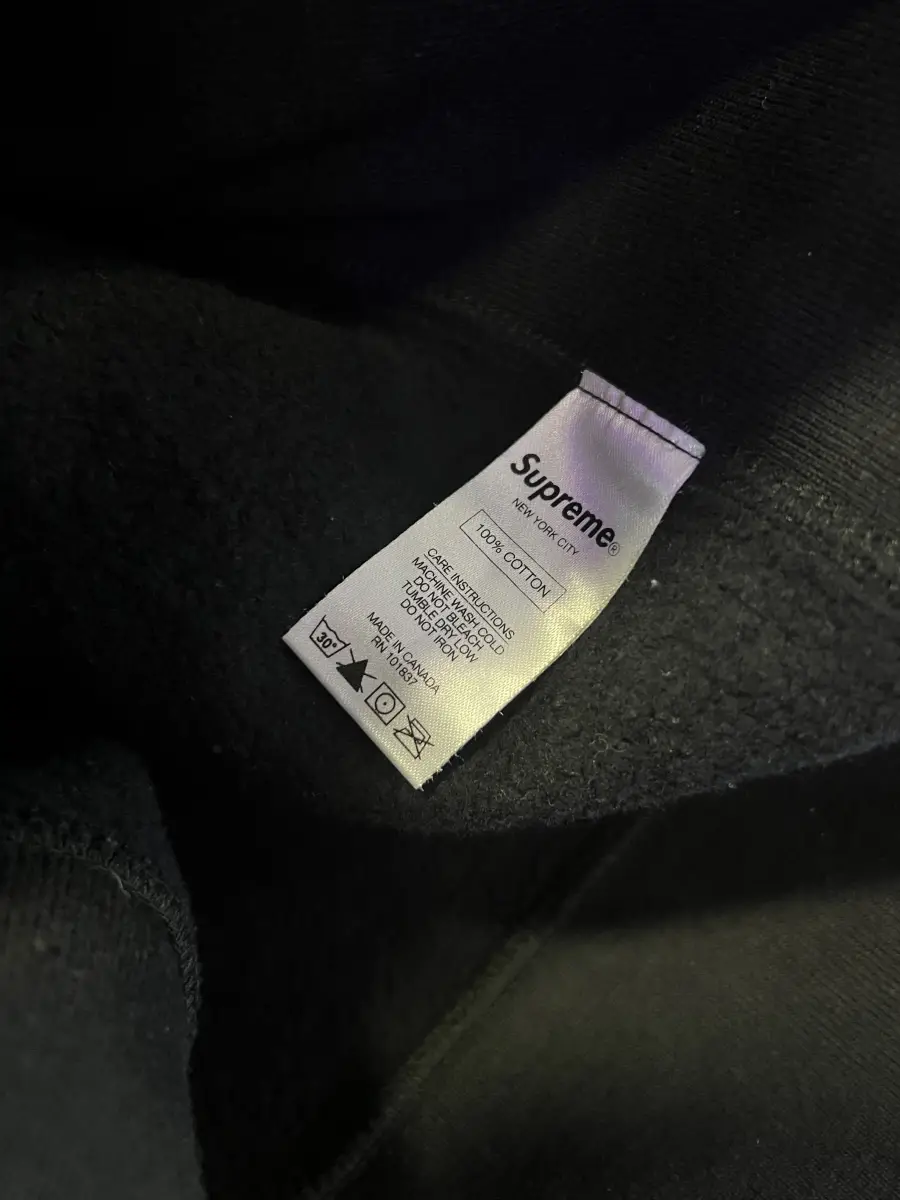 Supreme®
NEW YORK CITY
100% COTTON
CARE INSTRUCTIONS
MACHINE WASH COLD
DO NOT BLEACH
TUMBLE DRY LOW
DO NOT IRON
MADE IN CANADA
RN 101837
30°